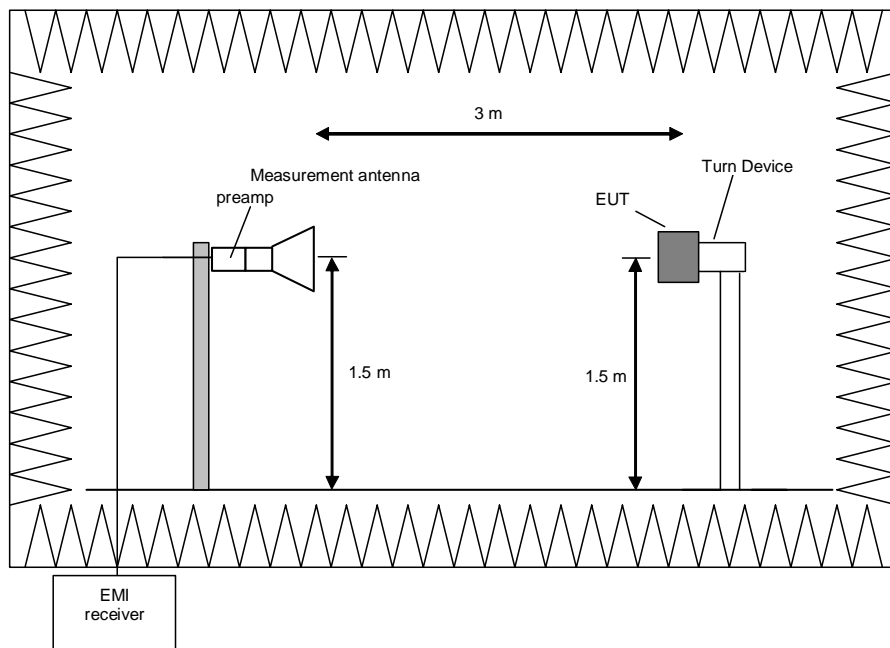 3 m
Measurement antenna
preamp
Turn Device
EUT
1.5 m
1.5 m
EMI
receiver